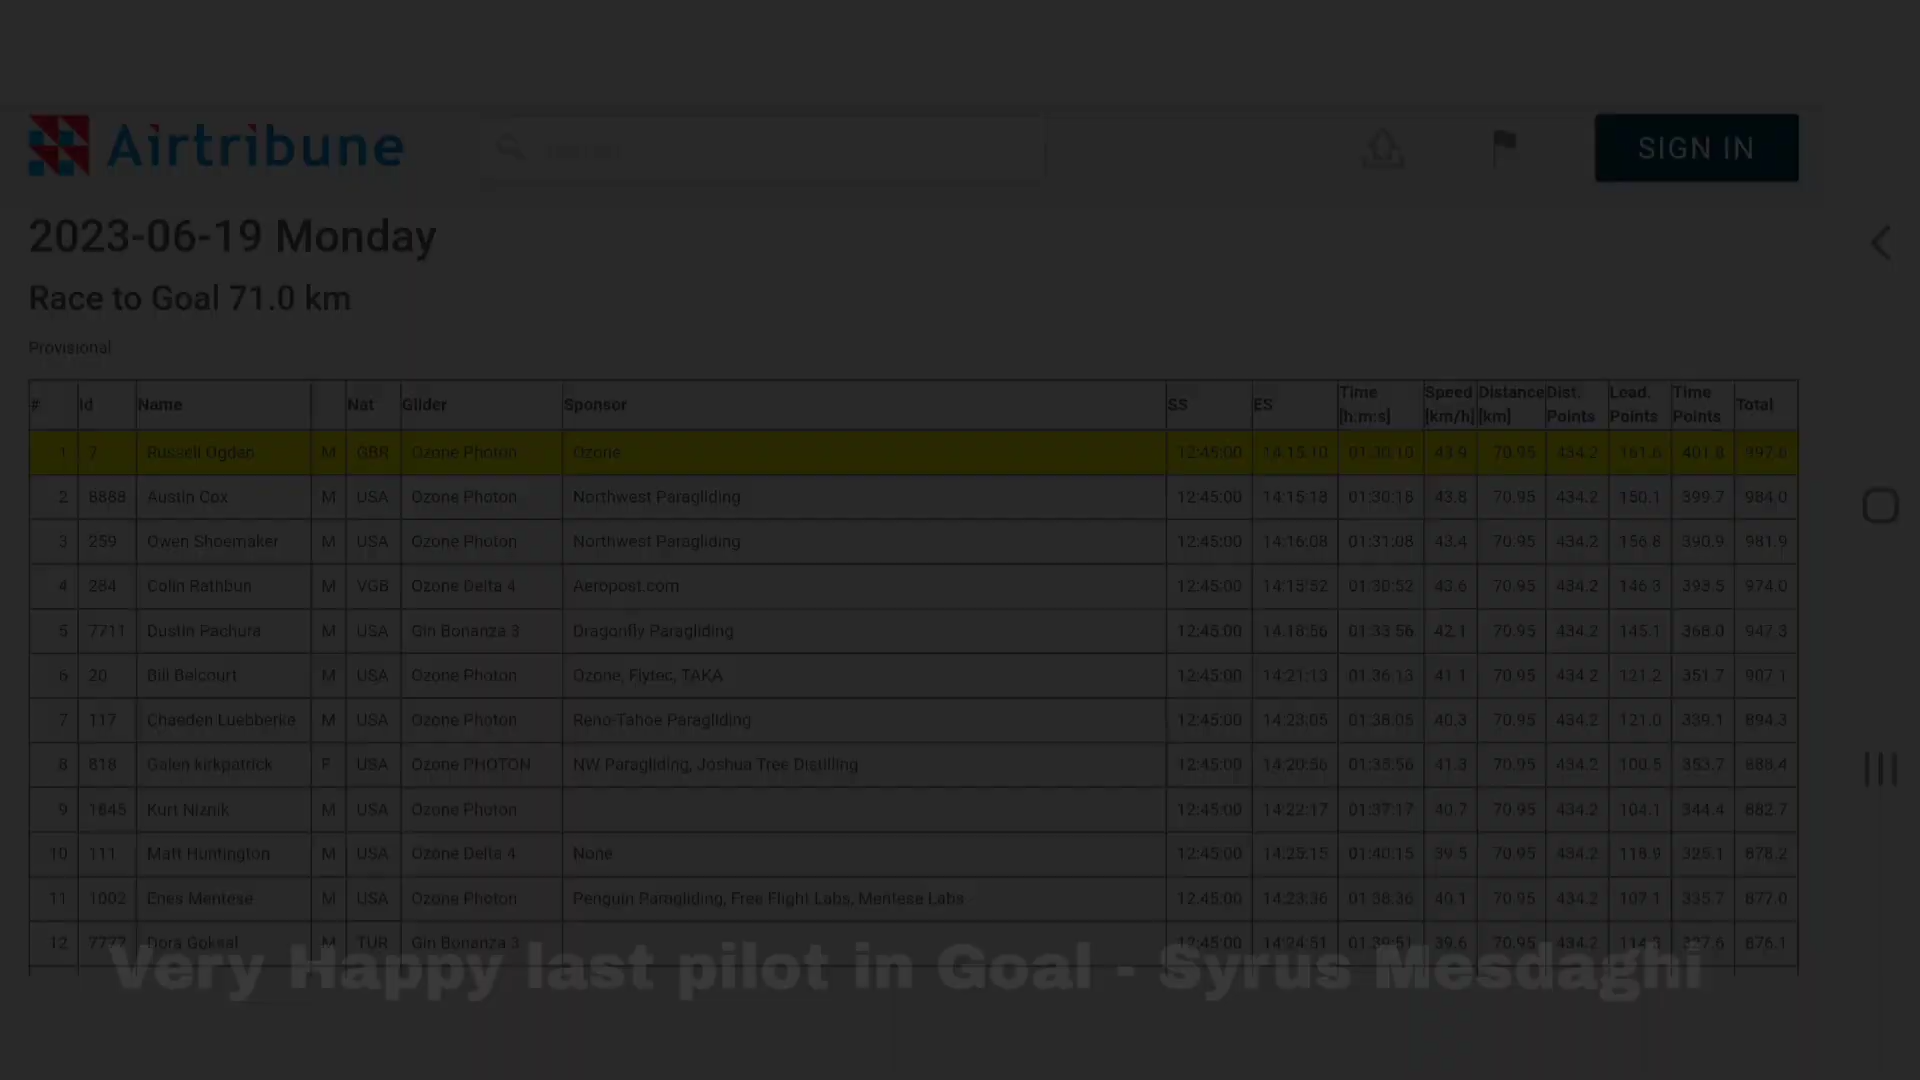 Airtribune
SIGN IN
2023-06-19 Monday
Race to Goal 71.0 km
Provisional
# Id Name Nat Glider Sponsor SS ES Time [h:m:s] Speed [km/h] Distance [km] Dist. Points Lead. Points Time Points Total
1 7 Russell Ogden M GBR Ozone Photon Ozone 12:45:00 14:15:10 01:30:10 43.9 70.95 434.2 161.6 401.8 997.6
2 8888 Austin Cox M USA Ozone Photon Northwest Paragliding 12:45:00 14:15:18 01:30:18 43.8 70.95 434.2 150.1 399.7 984.0
3 259 Owen Shoemaker M USA Ozone Photon Northwest Paragliding 12:45:00 14:16:08 01:31:08 43.4 70.95 434.2 156.8 390.9 981.9
4 284 Colin Rathbun M VGB Ozone Delta 4 Aeropost.com 12:45:00 14:15:52 01:30:52 43.6 70.95 434.2 146.3 393.5 974.0
5 7711 Dustin Pachura M USA Gin Bonanza 3 Dragonfly Paragliding 12:45:00 14:18:56 01:33:56 42.1 70.95 434.2 145.1 368.0 947.3
6 20 Bill Belcourt M USA Ozone Photon Ozone, Flytec, TAKA 12:45:00 14:21:13 01:36:13 41.1 70.95 434.2 121.2 351.7 907.1
7 117 Chaeden Luebberke M USA Ozone Photon Reno-Tahoe Paragliding 12:45:00 14:23:05 01:38:05 40.3 70.95 434.2 121.0 339.1 894.3
8 818 Galen kirkpatrick F USA Ozone PHOTON NW Paragliding, Joshua Tree Distilling 12:45:00 14:20:56 01:35:56 41.3 70.95 434.2 100.5 353.7 888.4
9 1845 Kurt Niznik M USA Ozone Photon 12:45:00 14:22:17 01:37:17 40.7 70.95 434.2 104.1 344.4 882.7
10 111 Matt Huntington M USA Ozone Delta 4 None 12:45:00 14:25:15 01:40:15 39.5 70.95 434.2 118.9 325.1 878.2
11 1002 Enes Mentese M USA Ozone Photon Penguin Paragliding, Free Flight Labs, Mentese Labs 12:45:00 14:23:36 01:38:36 40.1 70.95 434.2 107.1 335.7 877.0
12 7777 Dora Goksal M TUR Gin Bonanza 3 12:45:00 14:24:51 01:39:51 39.6 70.95 434.2 114.3 327.6 876.1
Very Happy last pilot in Goal - Syrus Mesdaghi